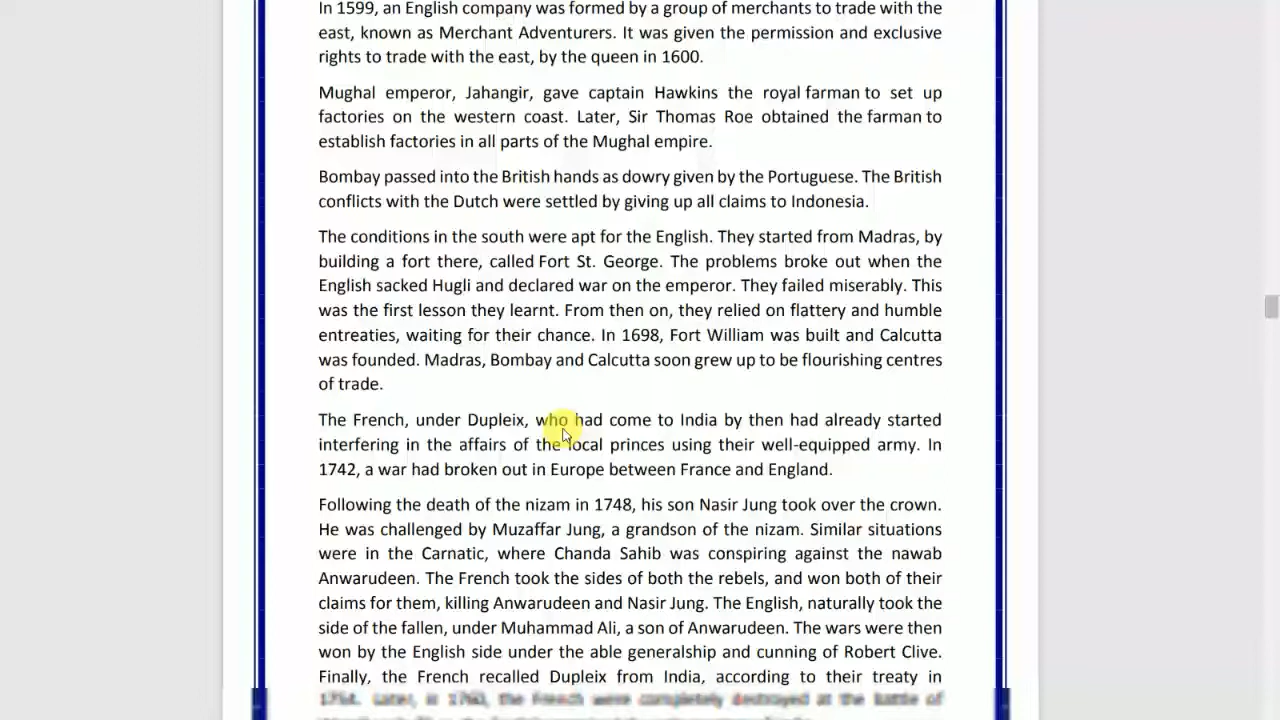 In 1599, an English company was formed by a group of merchants to trade with the
east, known as Merchant Adventurers. It was given the permission and exclusive
rights to trade with the east, by the queen in 1600.
Mughal emperor, Jahangir, gave captain Hawkins the royal farman to set up
factories on the western coast. Later, Sir Thomas Roe obtained the farman to
establish factories in all parts of the Mughal empire.
Bombay passed into the British hands as dowry given by the Portuguese. The British
conflicts with the Dutch were settled by giving up all claims to Indonesia.
The conditions in the south were apt for the English. They started from Madras, by
building a fort there, called Fort St. George. The problems broke out when the
English sacked Hugli and declared war on the emperor. They failed miserably. This
was the first lesson they learnt. From then on, they relied on flattery and humble
entreaties, waiting for their chance. In 1698, Fort William was built and Calcutta
was founded. Madras, Bombay and Calcutta soon grew up to be flourishing centres
of trade.
The French, under Dupleix, who had come to India by then had already started
interfering in the affairs of the local princes using their well-equipped army. In
1742, a war had broken out in Europe between France and England.
Following the death of the nizam in 1748, his son Nasir Jung took over the crown.
He was challenged by Muzaffar Jung, a grandson of the nizam. Similar situations
were in the Carnatic, where Chanda Sahib was conspiring against the nawab
Anwarudeen. The French took the sides of both the rebels, and won both of their
claims for them, killing Anwarudeen and Nasir Jung. The English, naturally took the
side of the fallen, under Muhammad Ali, a son of Anwarudeen. The wars were then
won by the English side under the able generalship and cunning of Robert Clive.
Finally, the French recalled Dupleix from India, according to their treaty in
1754. Later, in 1760, the French were completely destroyed at the battle of